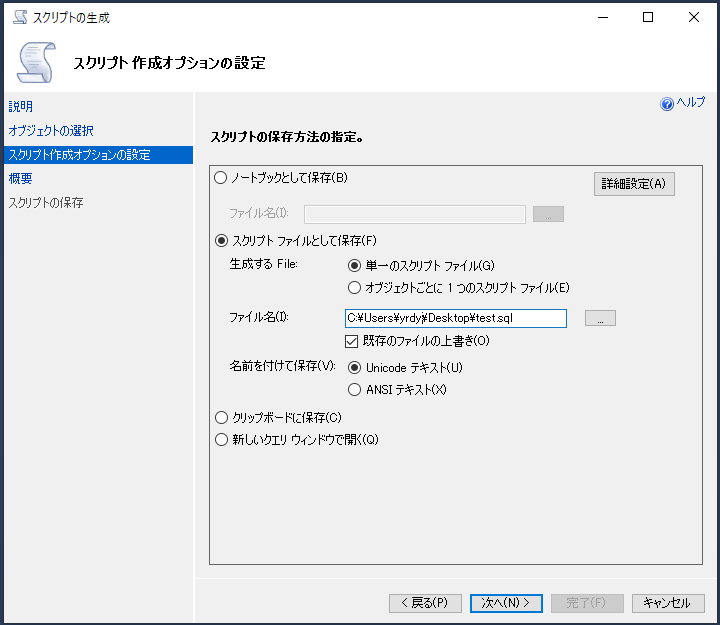 スクリプトの生成
スクリプト作成オプションの設定
説明
オブジェクトの選択
スクリプト作成オプションの設定
概要
スクリプトの保存
ヘルプ
スクリプトの保存方法の指定。
ノートブックとして保存(B)
詳細設定(A)
ファイル名(I):
...
スクリプト ファイルとして保存(F)
生成する File:
単一のスクリプト ファイル(G)
オブジェクトごとに 1 つのスクリプト ファイル(E)
ファイル名(I):
C:¥Users¥yrdyj¥Desktop¥test.sql
...
既存のファイルの上書き(O)
名前を付けて保存(V):
Unicode テキスト(U)
ANSI テキスト(X)
クリップボードに保存(C)
新しいクエリ ウィンドウで開く(Q)
< 戻る(P)
次へ(N) >
完了(F)
キャンセル